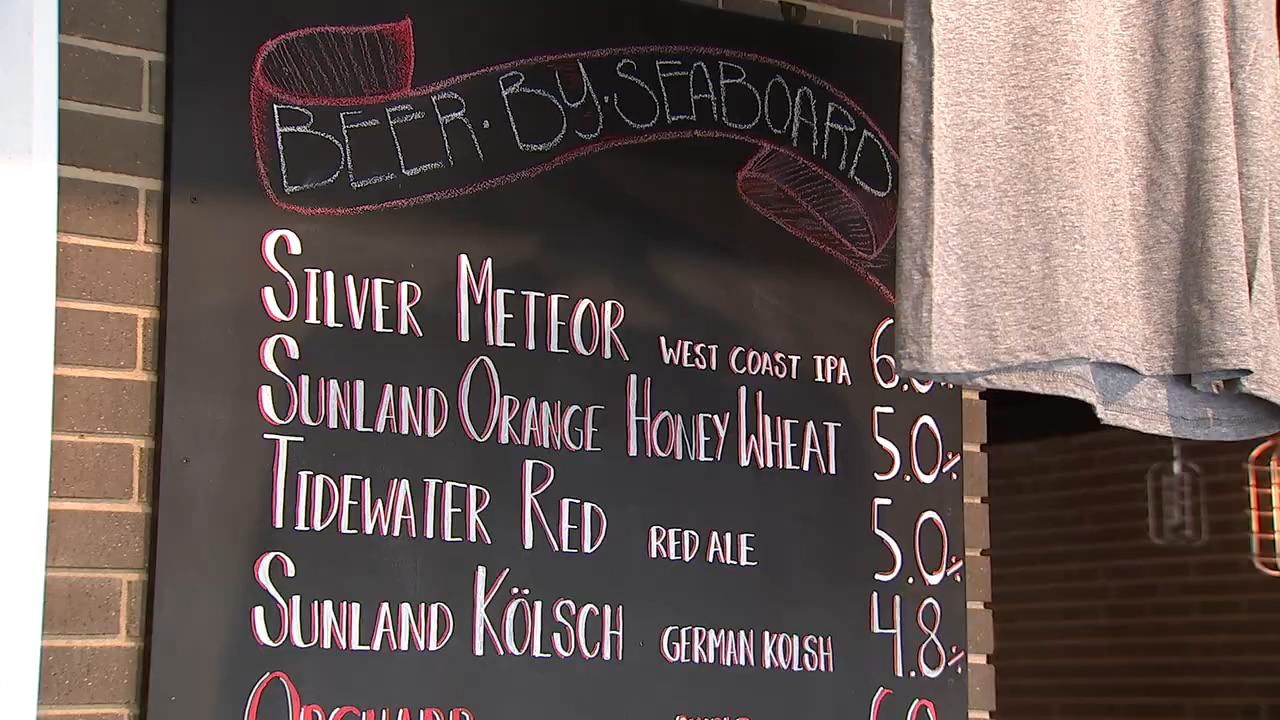 BEER·BY·SEABOARD
SILVER METEOR WEST COAST IPA
SUNLAND ORANGE HONEY WHEAT 5.0%
TIDEWATER RED RED ALE 5.0%
SUNLAND KÖLSCH GERMAN KOLSH 4.8%
ORCHARD